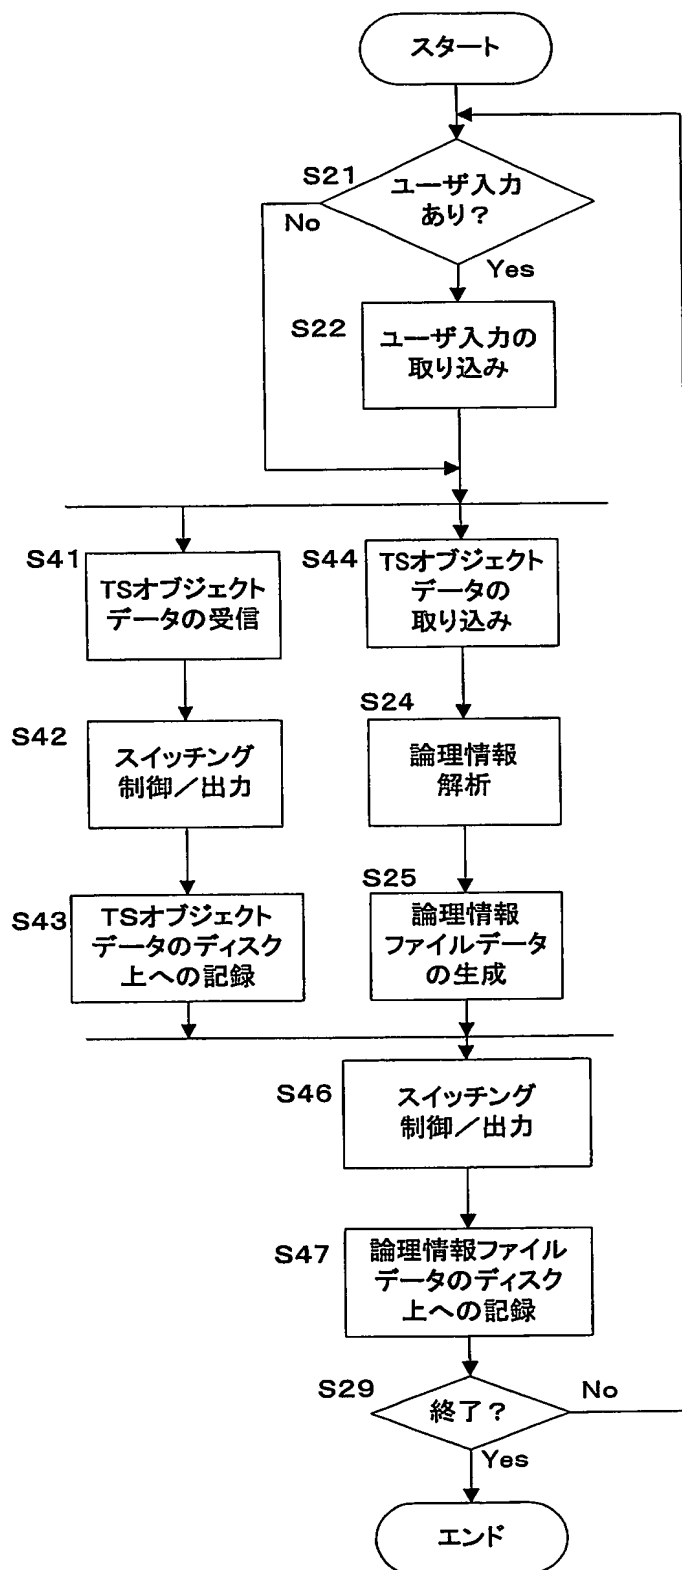 スタート
S21
ユーザ入力
あり？
No
Yes
S22
ユーザ入力の
取り込み
S41
TSオブジェクト
データの受信
S44
TSオブジェクト
データの
取り込み
S42
スイッチング
制御／出力
S24
論理情報
解析
S43
TSオブジェクト
データのディスク
上への記録
S25
論理情報
ファイルデータ
の生成
S46
スイッチング
制御／出力
S47
論理情報ファイル
データのディスク
上への記録
S29
終了？
No
Yes
エンド